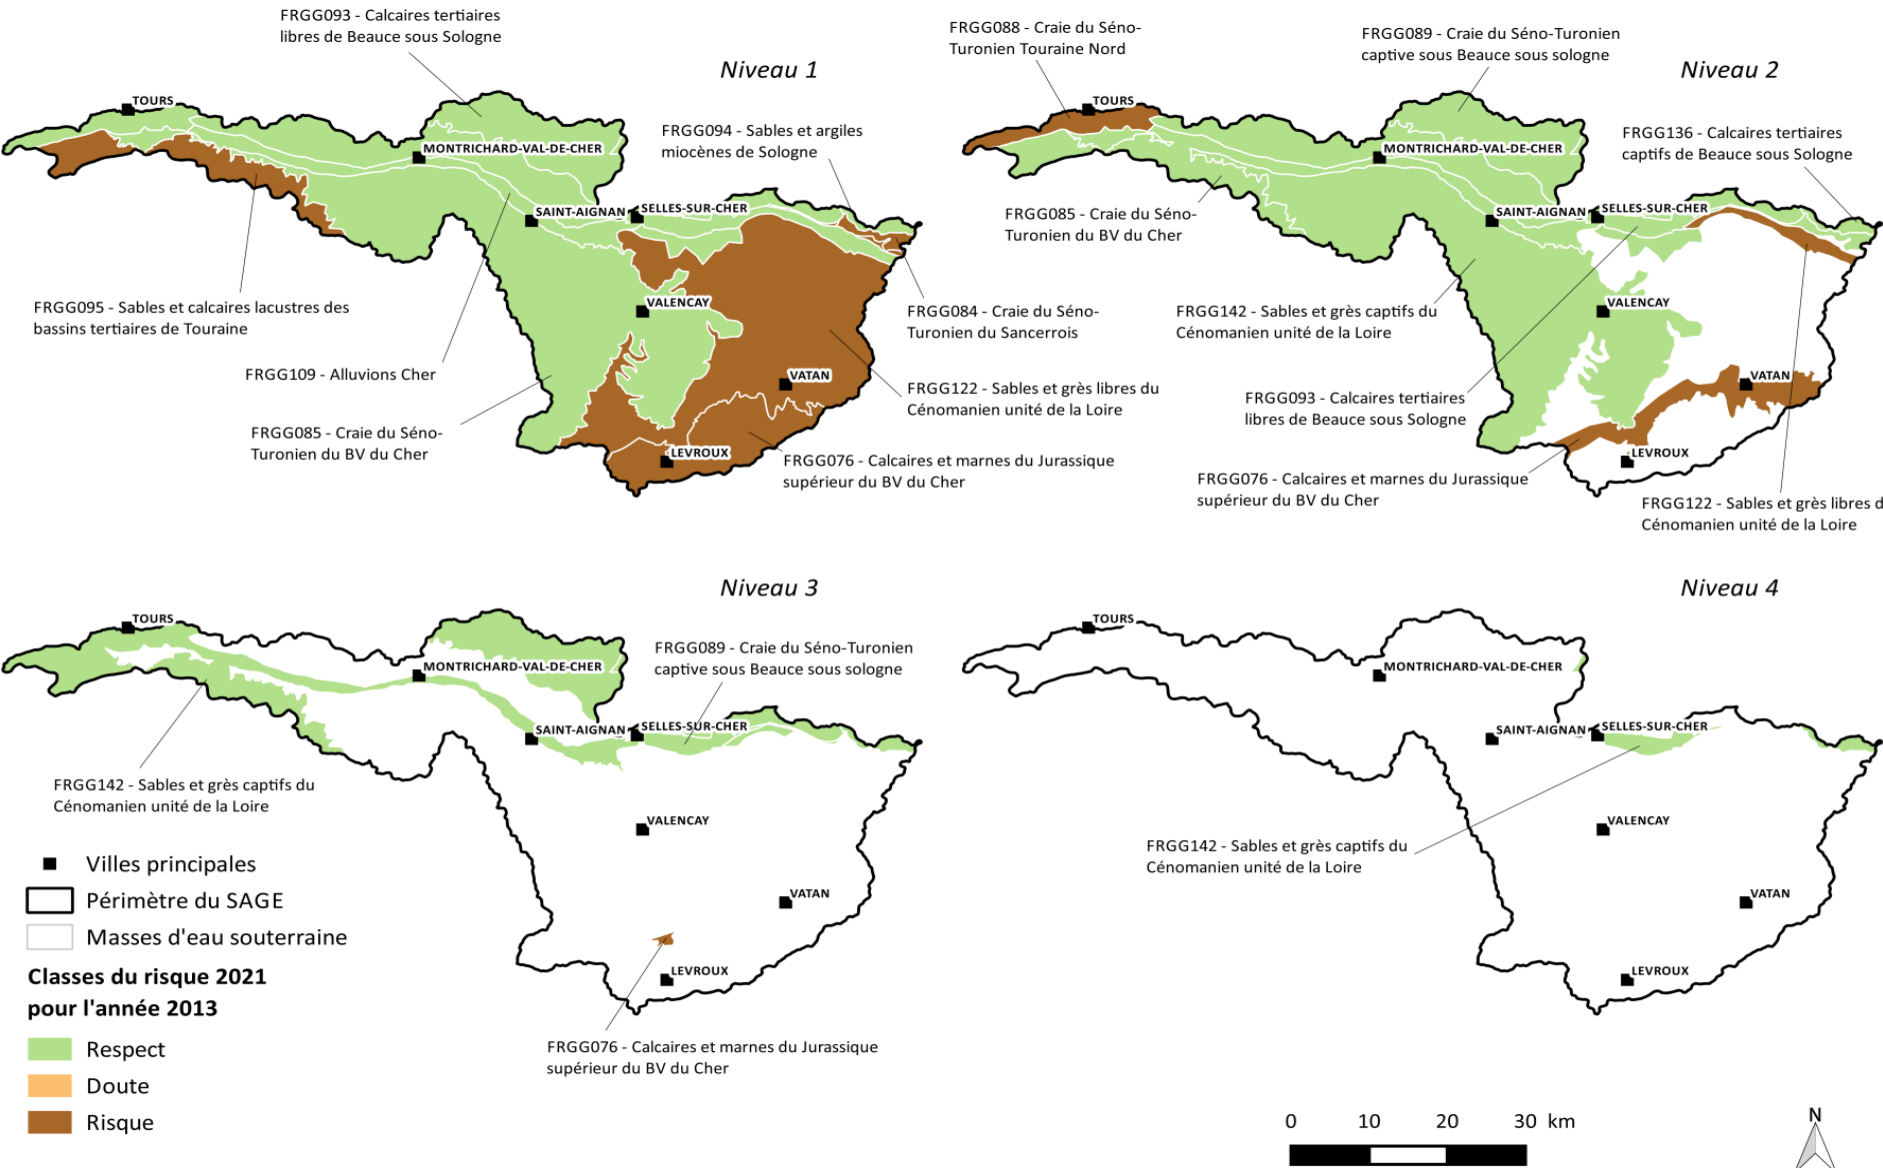 FRGG093 - Calcaires tertiaires
libres de Beauce sous Sologne
Niveau 1
TOURS
MONTRICHARD-VAL-DE-CHER
FRGG094 - Sables et argiles
miocènes de Sologne
SAINT-AIGNAN
SELLES-SUR-CHER
VALENCAY
FRGG095 - Sables et calcaires lacustres des
bassins tertiaires de Touraine
FRGG084 - Craie du Séno-
Turonien du Sancerrois
FRGG109 - Alluvions Cher
VATAN
FRGG122 - Sables et grès libres du
Cénomanien unité de la Loire
FRGG085 - Craie du Séno-
Turonien du BV du Cher
LEVROUX
FRGG076 - Calcaires et marnes du Jurassique
supérieur du BV du Cher
FRGG088 - Craie du Séno-
Turonien Touraine Nord
FRGG089 - Craie du Séno-Turonien
captive sous Beauce sous sologne
Niveau 2
TOURS
MONTRICHARD-VAL-DE-CHER
FRGG136 - Calcaires tertiaires
captifs de Beauce sous Sologne
FRGG085 - Craie du Séno-
Turonien du BV du Cher
SAINT-AIGNAN
SELLES-SUR-CHER
FRGG142 - Sables et grès captifs du
Cénomanien unité de la Loire
VALENCAY
VATAN
FRGG093 - Calcaires tertiaires
libres de Beauce sous Sologne
LEVROUX
FRGG076 - Calcaires et marnes du Jurassique
supérieur du BV du Cher
FRGG122 - Sables et grès libres d
Cénomanien unité de la Loire
Niveau 3
TOURS
MONTRICHARD-VAL-DE-CHER
FRGG089 - Craie du Séno-Turonien
captive sous Beauce sous sologne
SAINT-AIGNAN
SELLES-SUR-CHER
FRGG142 - Sables et grès captifs du
Cénomanien unité de la Loire
VALENCAY
VATAN
LEVROUX
FRGG076 - Calcaires et marnes du Jurassique
supérieur du BV du Cher
Niveau 4
TOURS
MONTRICHARD-VAL-DE-CHER
SAINT-AIGNAN
SELLES-SUR-CHER
VALENCAY
FRGG142 - Sables et grès captifs du
Cénomanien unité de la Loire
VATAN
LEVROUX
Villes principales
Périmètre du SAGE
Masses d'eau souterraine
Classes du risque 2021
pour l'année 2013
Respect
Doute
Risque
0 10 20 30 km
N